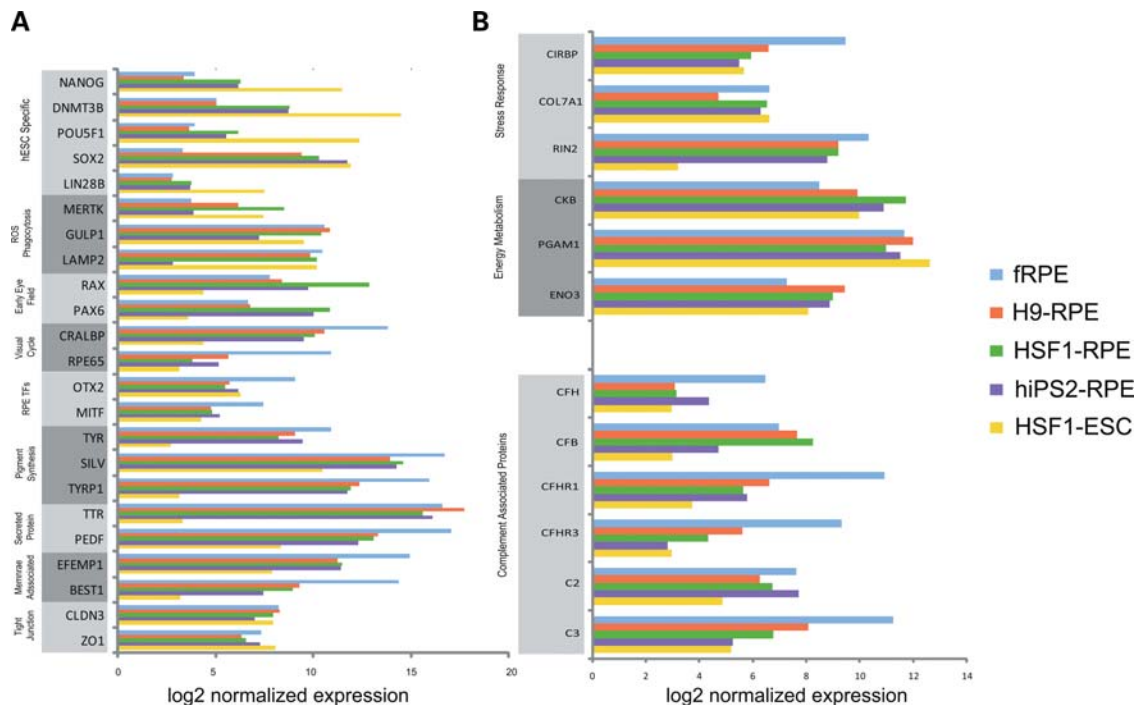 A
hESC Specific
NANOG
DNMT3B
POU5F1
SOX2
LIN28B
ROS
Phagocytosis
MERTK
GULP1
LAMP2
Early Eye
Field
RAX
PAX6
Visual
Cycle
CRALBP
RPE65
RPE TFs
OTX2
MITF
Pigment
Synthesis
TYR
SILV
TYRP1
Secreted
Protein
TTR
PEDF
Memnrae
Adssociated
EFEMP1
BEST1
Tight
Junction
CLDN3
ZO1
0 5 10 15 20
log2 normalized expression
B
Stress Response
CIRBP
COL7A1
RIN2
Energy Metabolism
CKB
PGAM1
ENO3
Complement Associated Proteins
CFH
CFB
CFHR1
CFHR3
C2
C3
0 2 4 6 8 10 12 14
log2 normalized expression
fRPE
H9-RPE
HSF1-RPE
hiPS2-RPE
HSF1-ESC